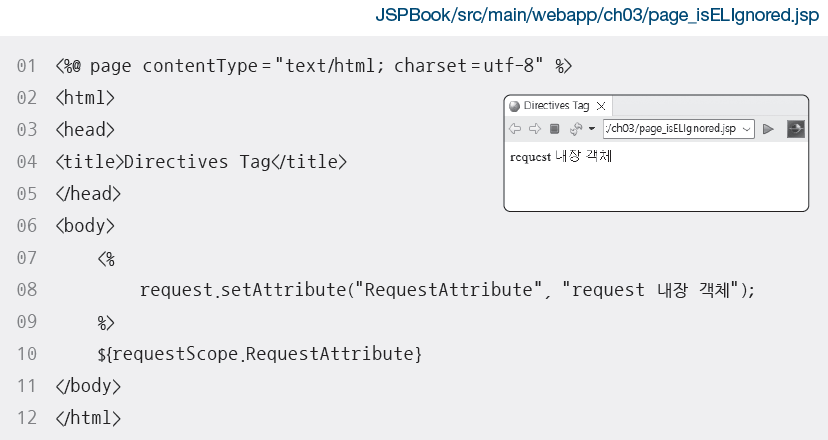 JSPBook/src/main/webapp/ch03/page_isELIgnored.jsp
01 <%@ page contentType="text/html; charset=utf-8" %>
02 <html>
03 <head>
04 <title>Directives Tag</title>
05 </head>
06 <body>
07 <%
08 request.setAttribute("RequestAttribute", "request 내장 객체");
09 %>
10 ${requestScope.RequestAttribute}
11 </body>
12 </html>
Directives Tag
:/ch03/page_isELIgnored.jsp
request 내장 객체